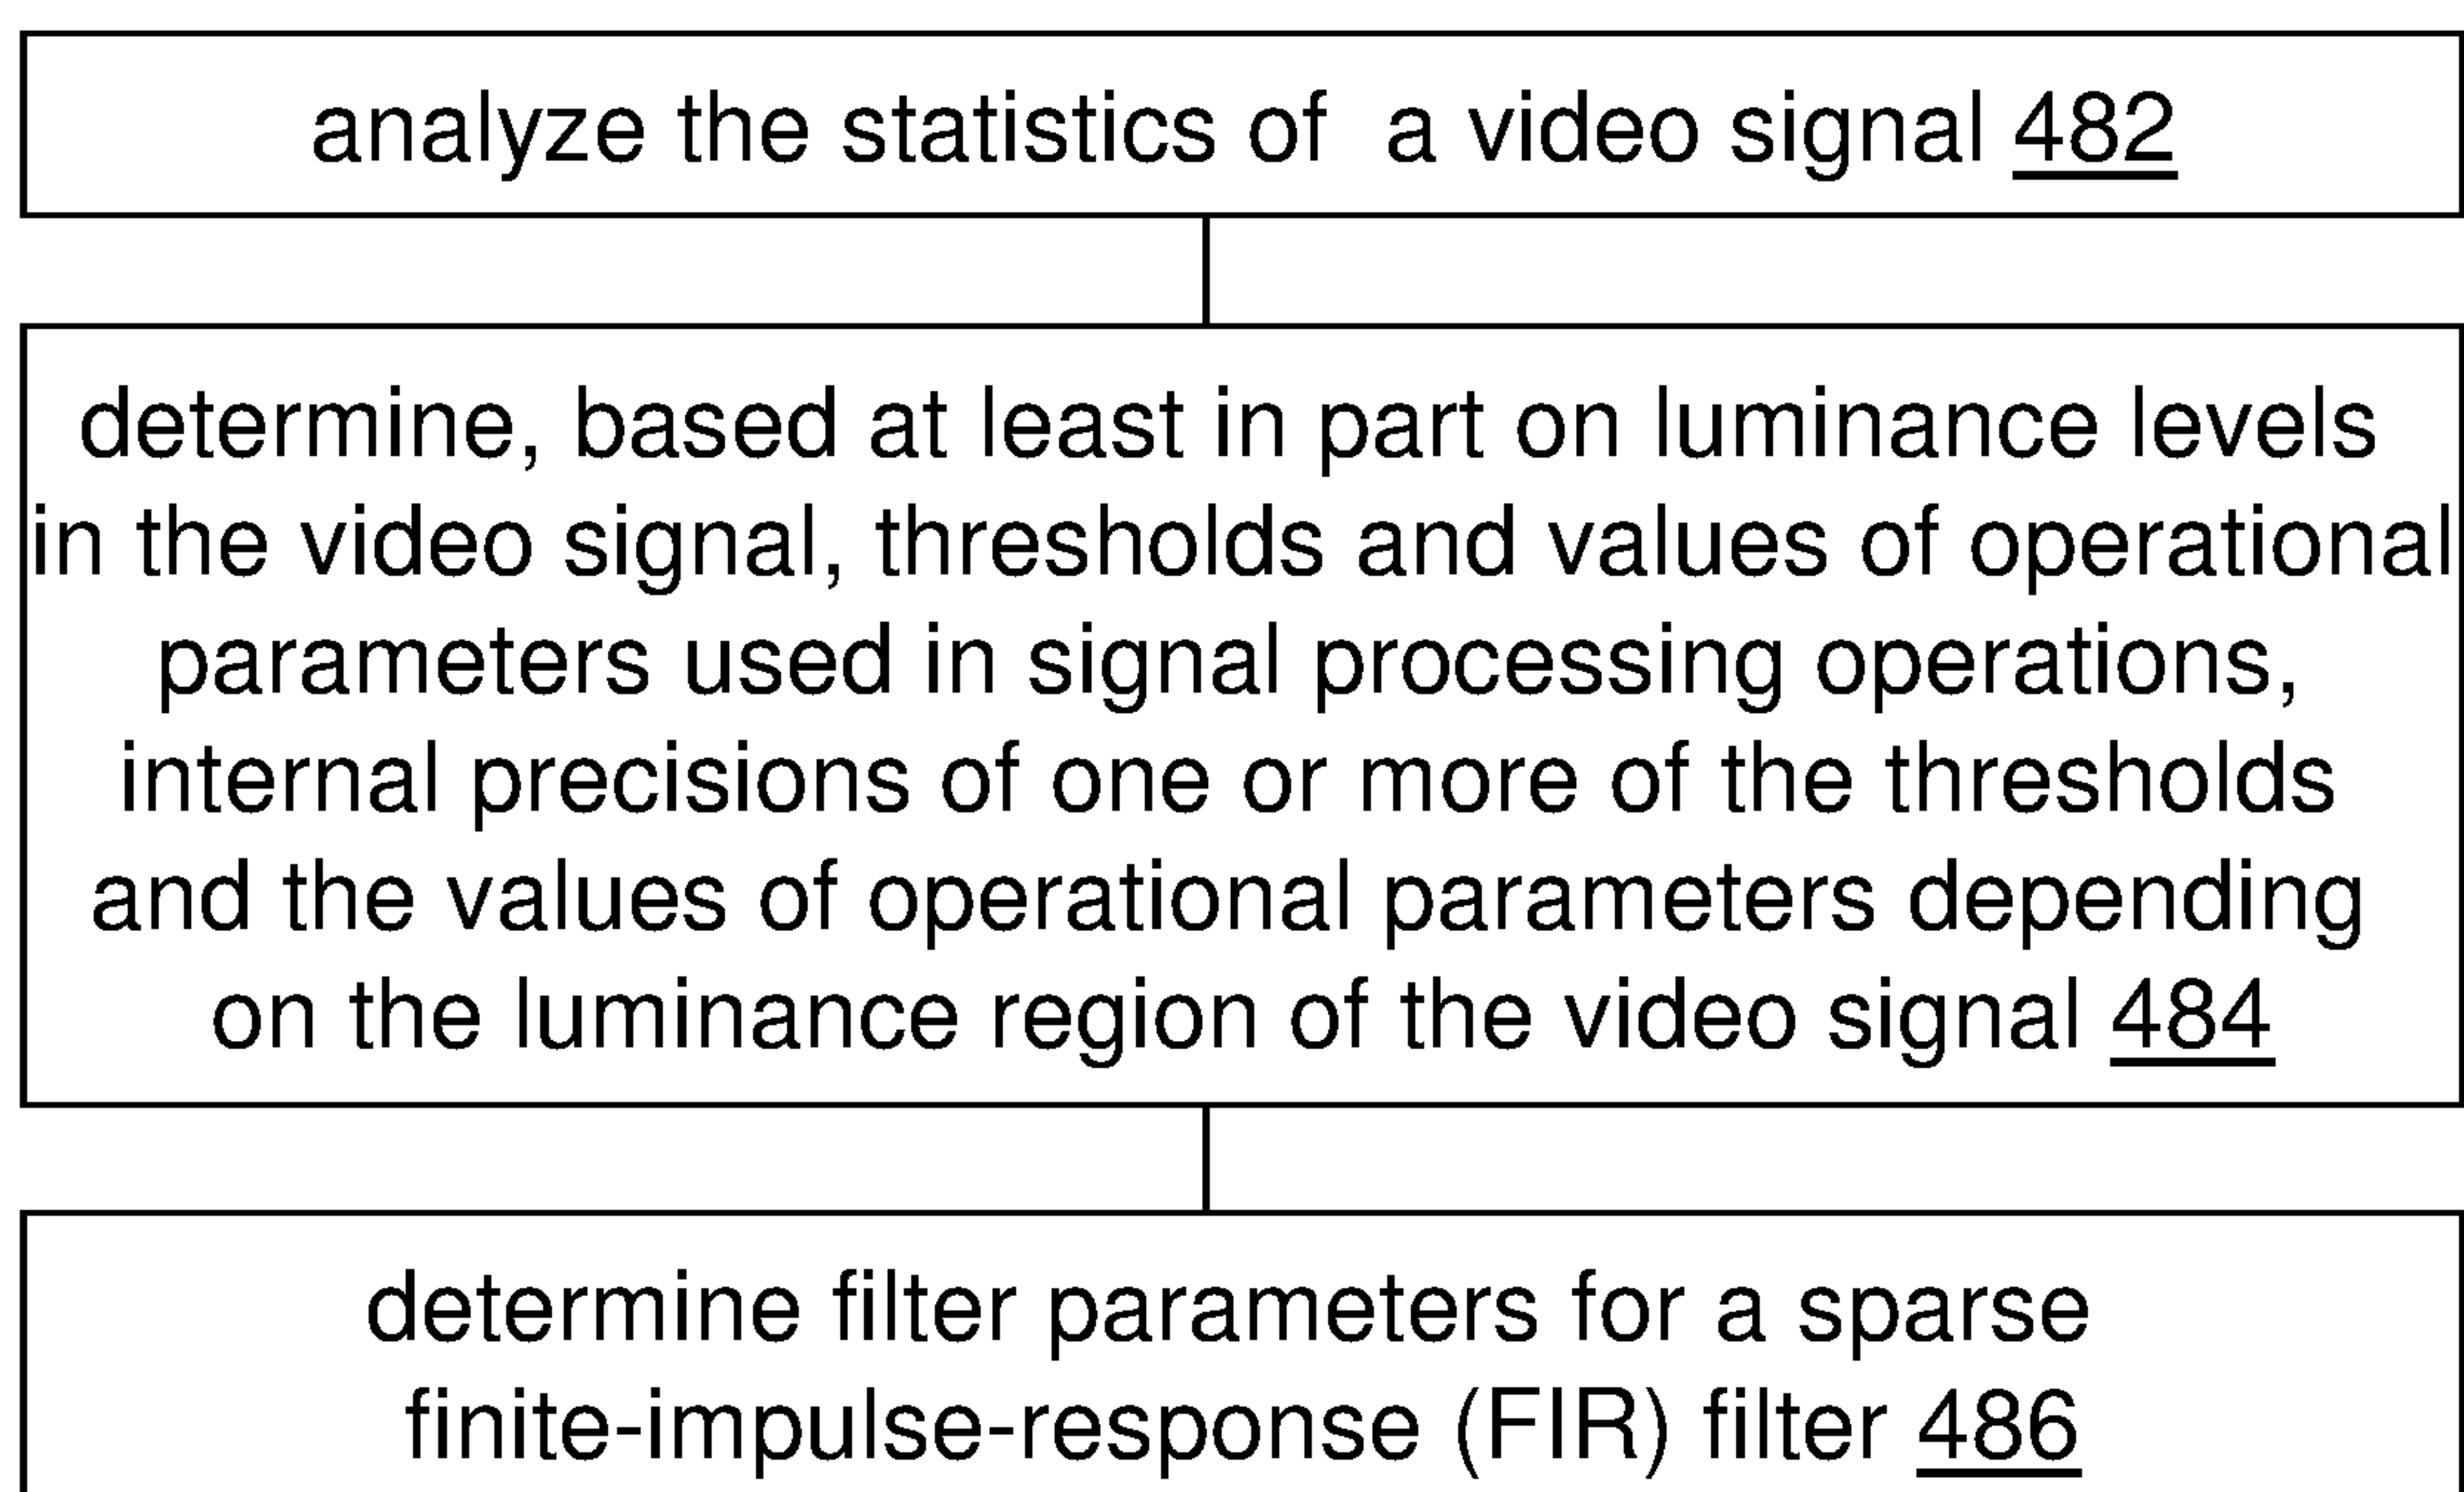 analyze the statistics of a video signal 482
determine, based at least in part on luminance levels
in the video signal, thresholds and values of operational
parameters used in signal processing operations,
internal precisions of one or more of the thresholds
and the values of operational parameters depending
on the luminance region of the video signal 484
determine filter parameters for a sparse
finite-impulse-response (FIR) filter 486